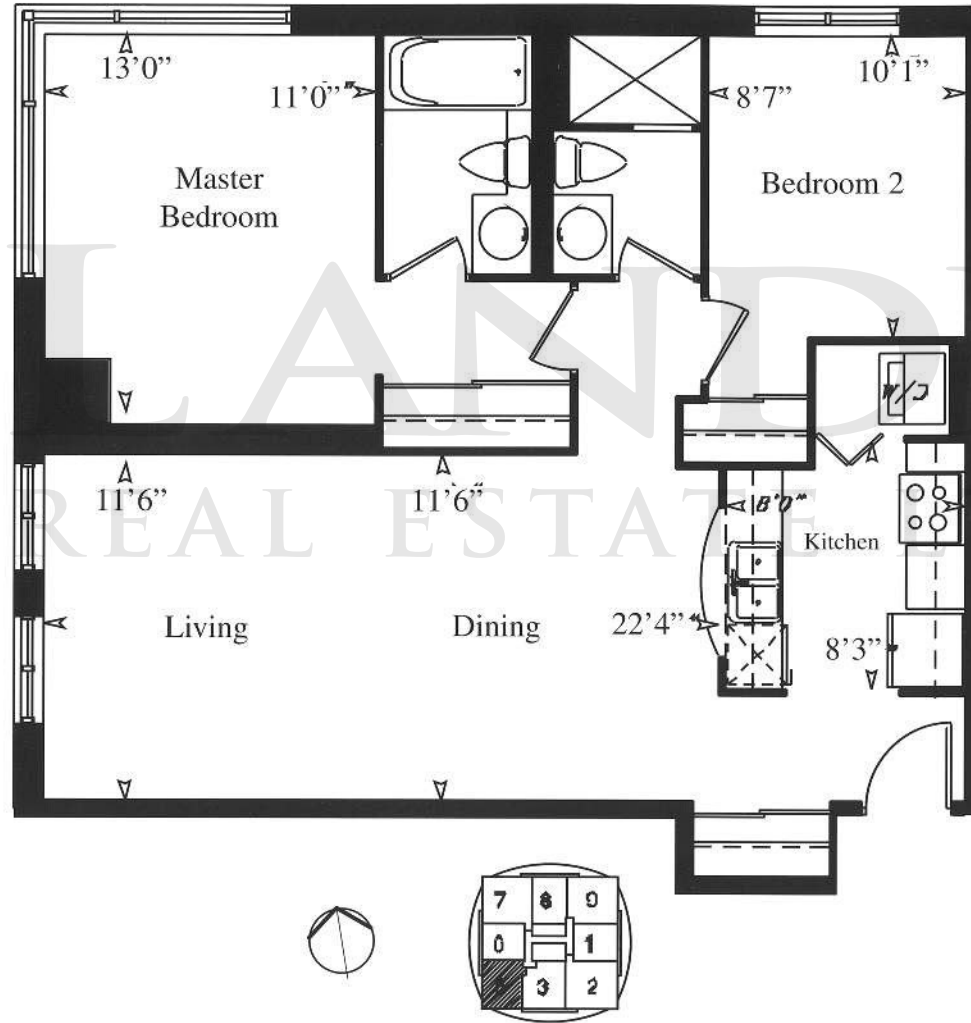 13’0”
11’0”
8’7”
10’1”
Master
Bedroom
Bedroom 2
LAND
W/D
11’6”
11’6”
8'0"
REAL ESTATE
Kitchen
Living
Dining
22’4”
8’3”
7
8
9
0
1
3
2